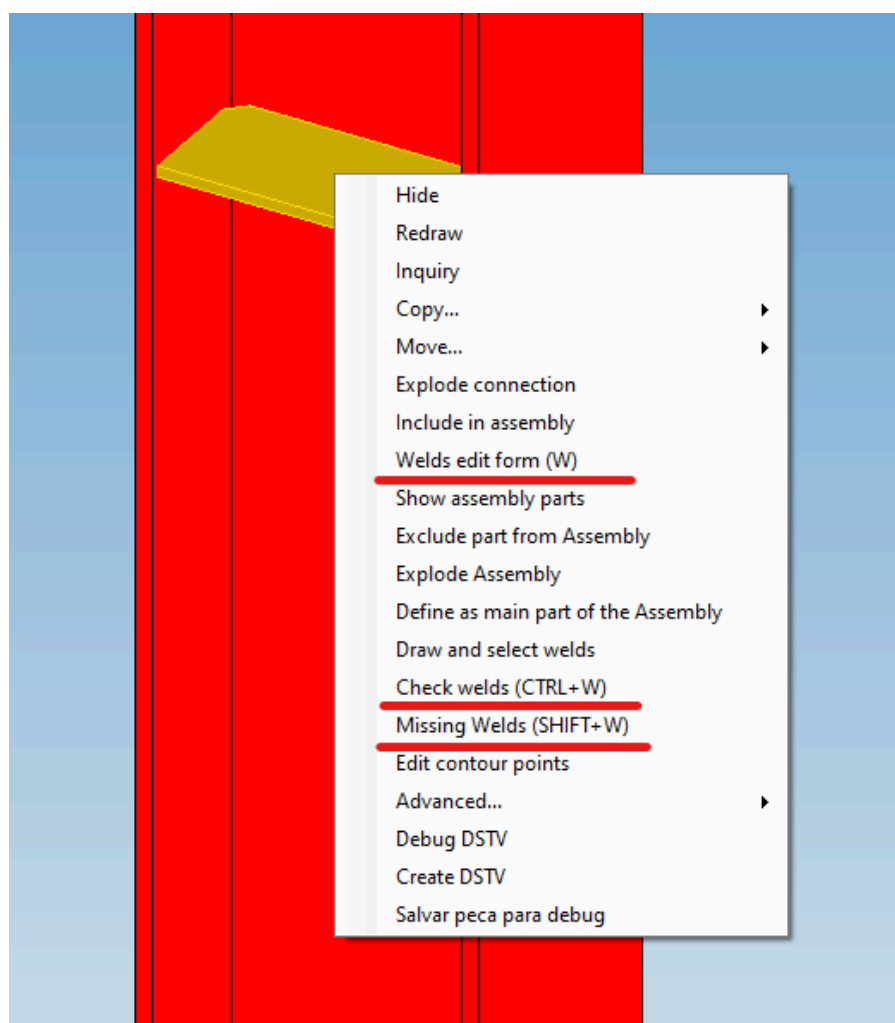 Hide
Redraw
Inquiry
Copy...
Move...
Explode connection
Include in assembly
Welds edit form (W)
Show assembly parts
Exclude part from Assembly
Explode Assembly
Define as main part of the Assembly
Draw and select welds
Check welds (CTRL+W)
Missing Welds (SHIFT+W)
Edit contour points
Advanced...
Debug DSTV
Create DSTV
Salvar peca para debug